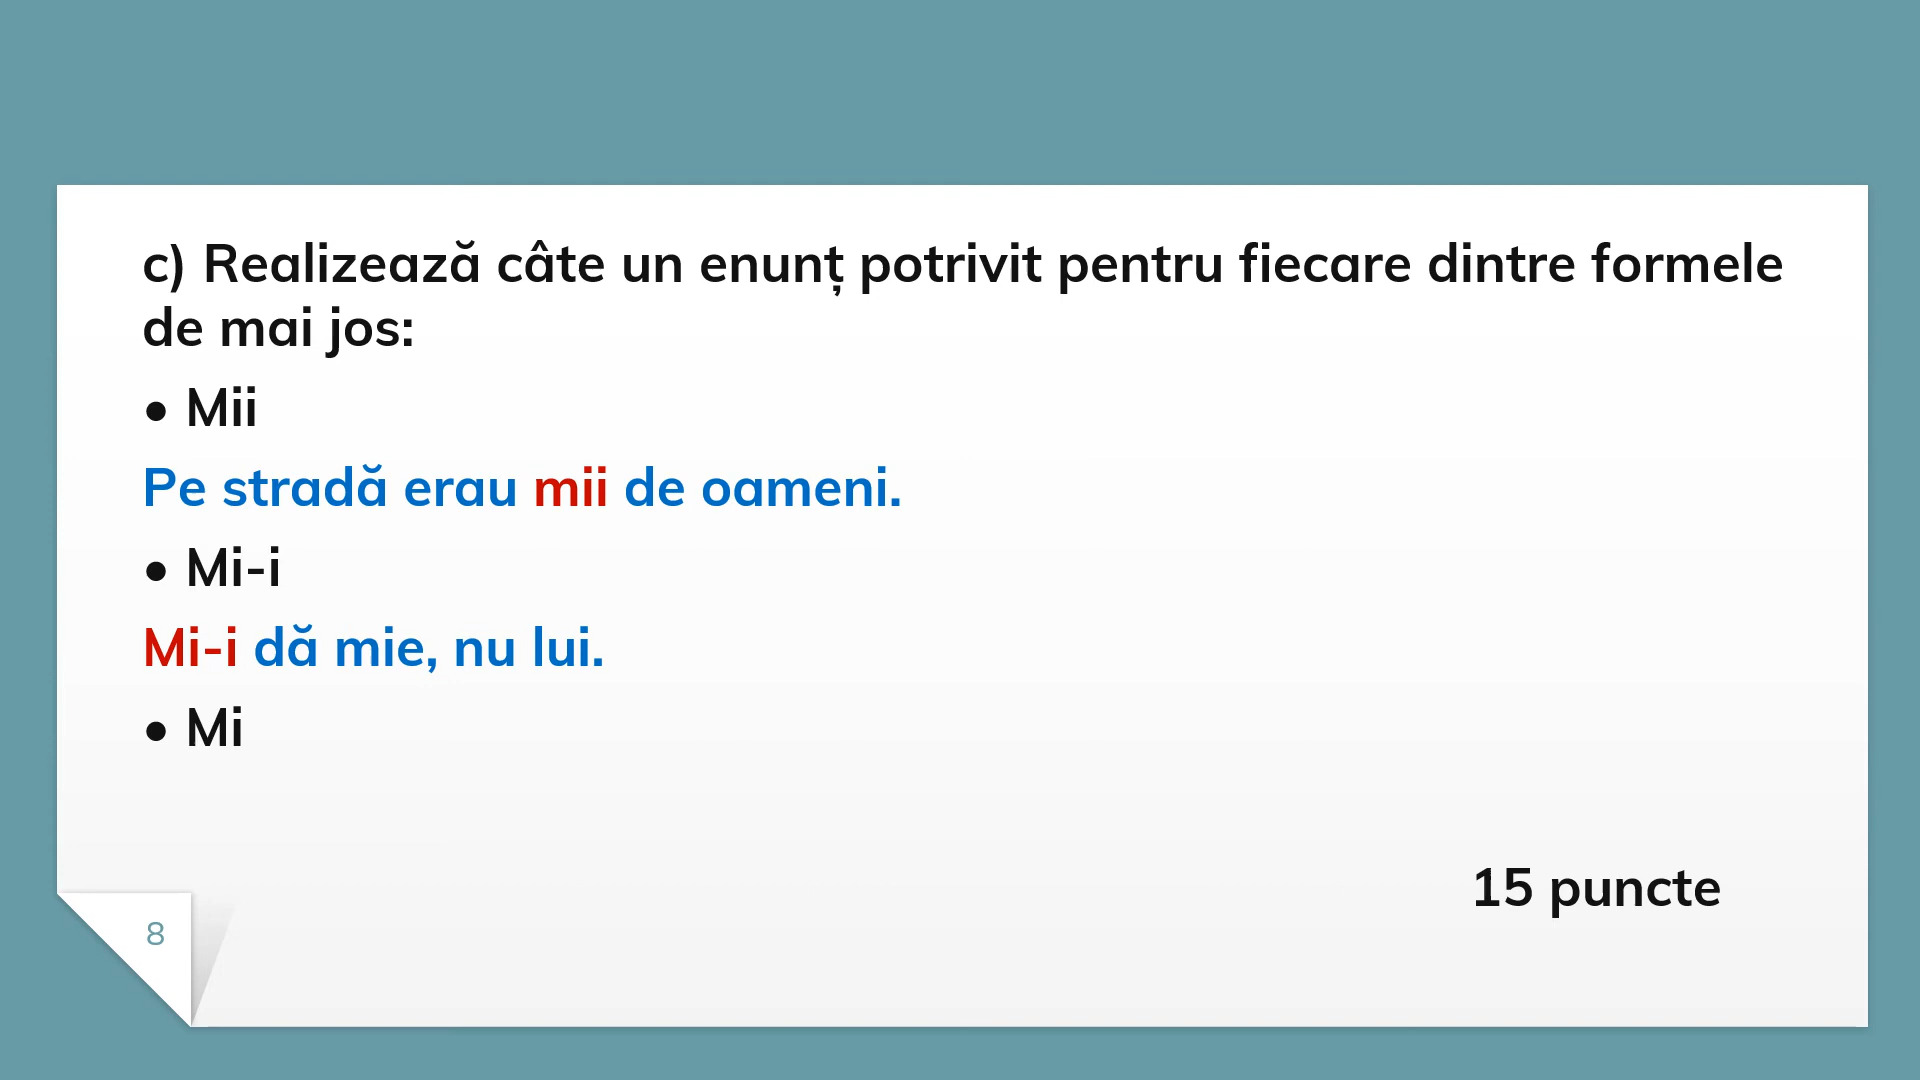 c) Realizează câte un enunț potrivit pentru fiecare dintre formele
de mai jos:
• Mii
Pe stradă erau mii de oameni.
• Mi-i
Mi-i dă mie, nu lui.
• Mi
15 puncte
8